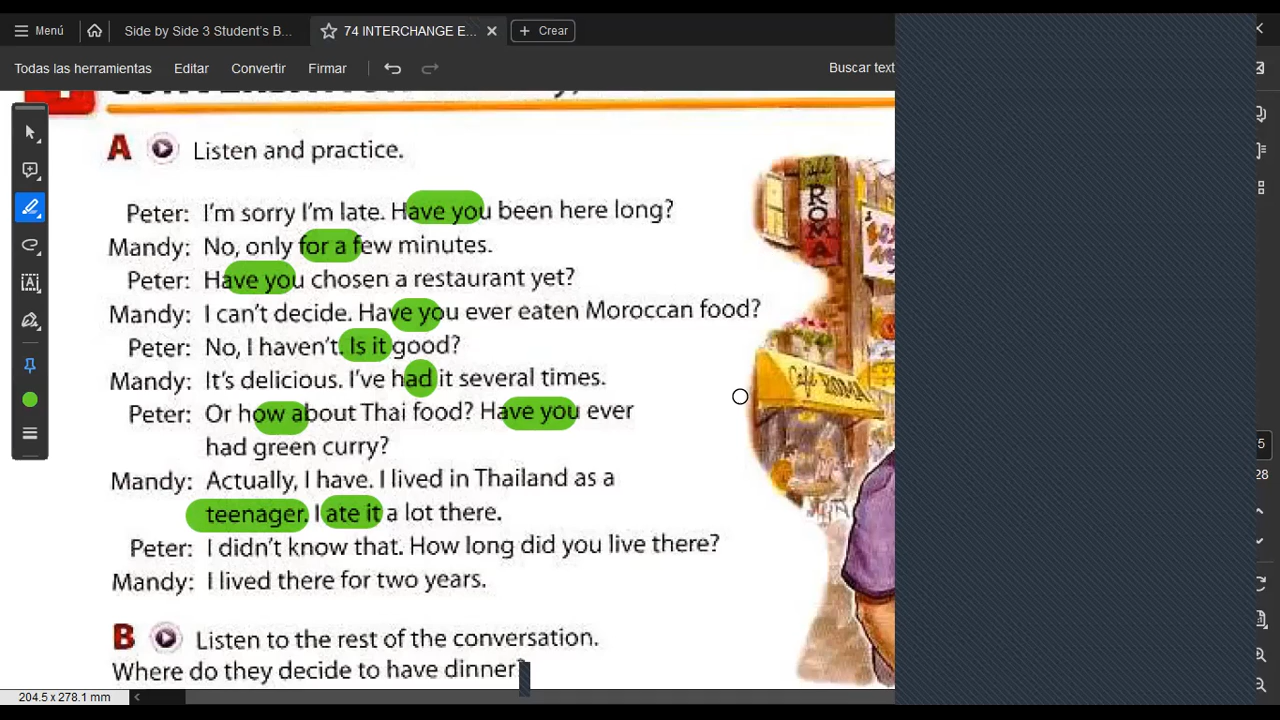 Menú
Side by Side 3 Student's B...
74 INTERCHANGE E...
Crear
Todas las herramientas
Editar
Convertir
Firmar
Buscar text
A Listen and practice.
Peter: I'm sorry I'm late. Have you been here long?
Mandy: No, only for a few minutes.
Peter: Have you chosen a restaurant yet?
Mandy: I can't decide. Have you ever eaten Moroccan food?
Peter: No, I haven't. Is it good?
Mandy: It's delicious. I've had it several times.
Peter: Or how about Thai food? Have you ever
had green curry?
Mandy: Actually, I have. I lived in Thailand as a
teenager. I ate it a lot there.
Peter: I didn't know that. How long did you live there?
Mandy: I lived there for two years.
B Listen to the rest of the conversation.
Where do they decide to have dinner?
Café
ROMA
Café ROMA
204.5 x 278.1 mm
5
28